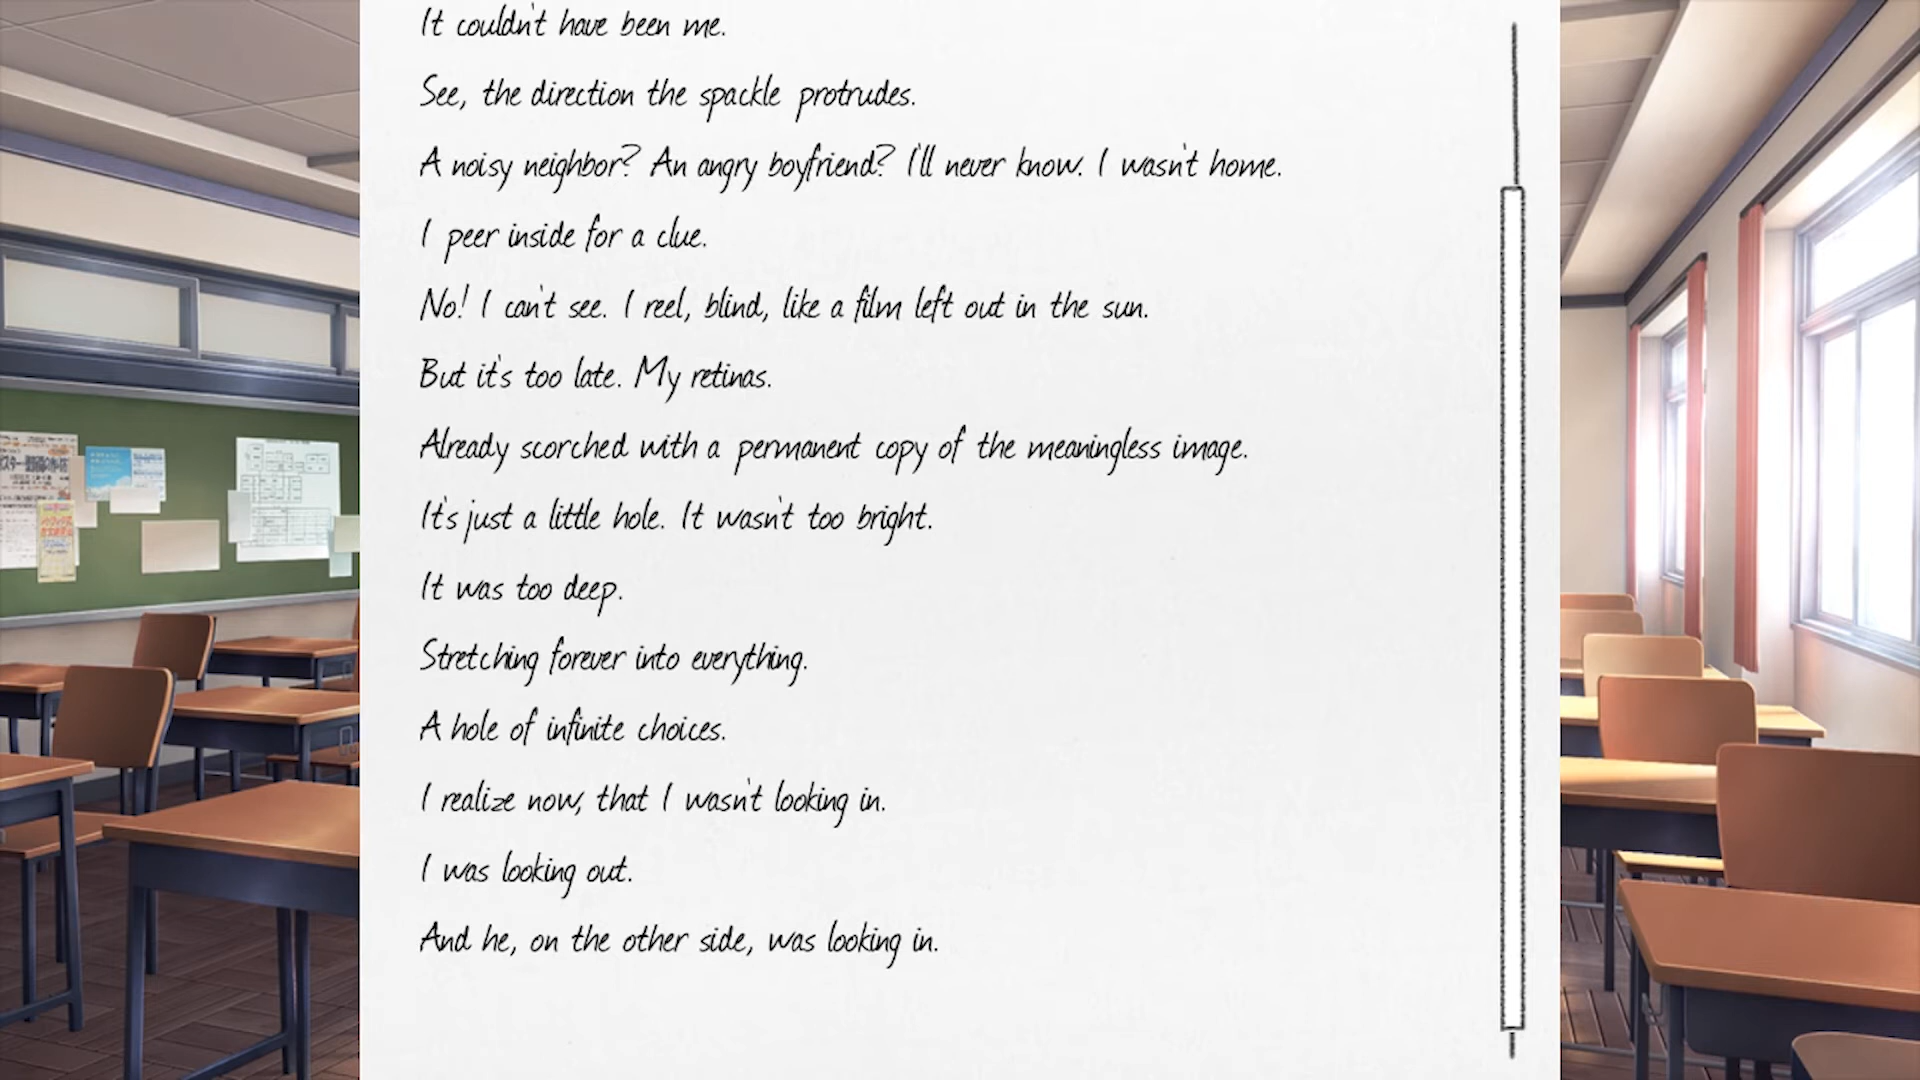 It couldn't have been me.
See, the direction the spackle protrudes.
A noisy neighbor? An angry boyfriend? I'll never know. I wasn't home.
I peer inside for a clue.
No! I can't see. I reel, blind, like a film left out in the sun.
But it's too late. My retinas.
Already scorched with a permanent copy of the meaningless image.
It's just a little hole. It wasn't too bright.
It was too deep.
Stretching forever into everything.
A hole of infinite choices.
I realize now, that I wasn't looking in.
I was looking out.
And he, on the other side, was looking in.